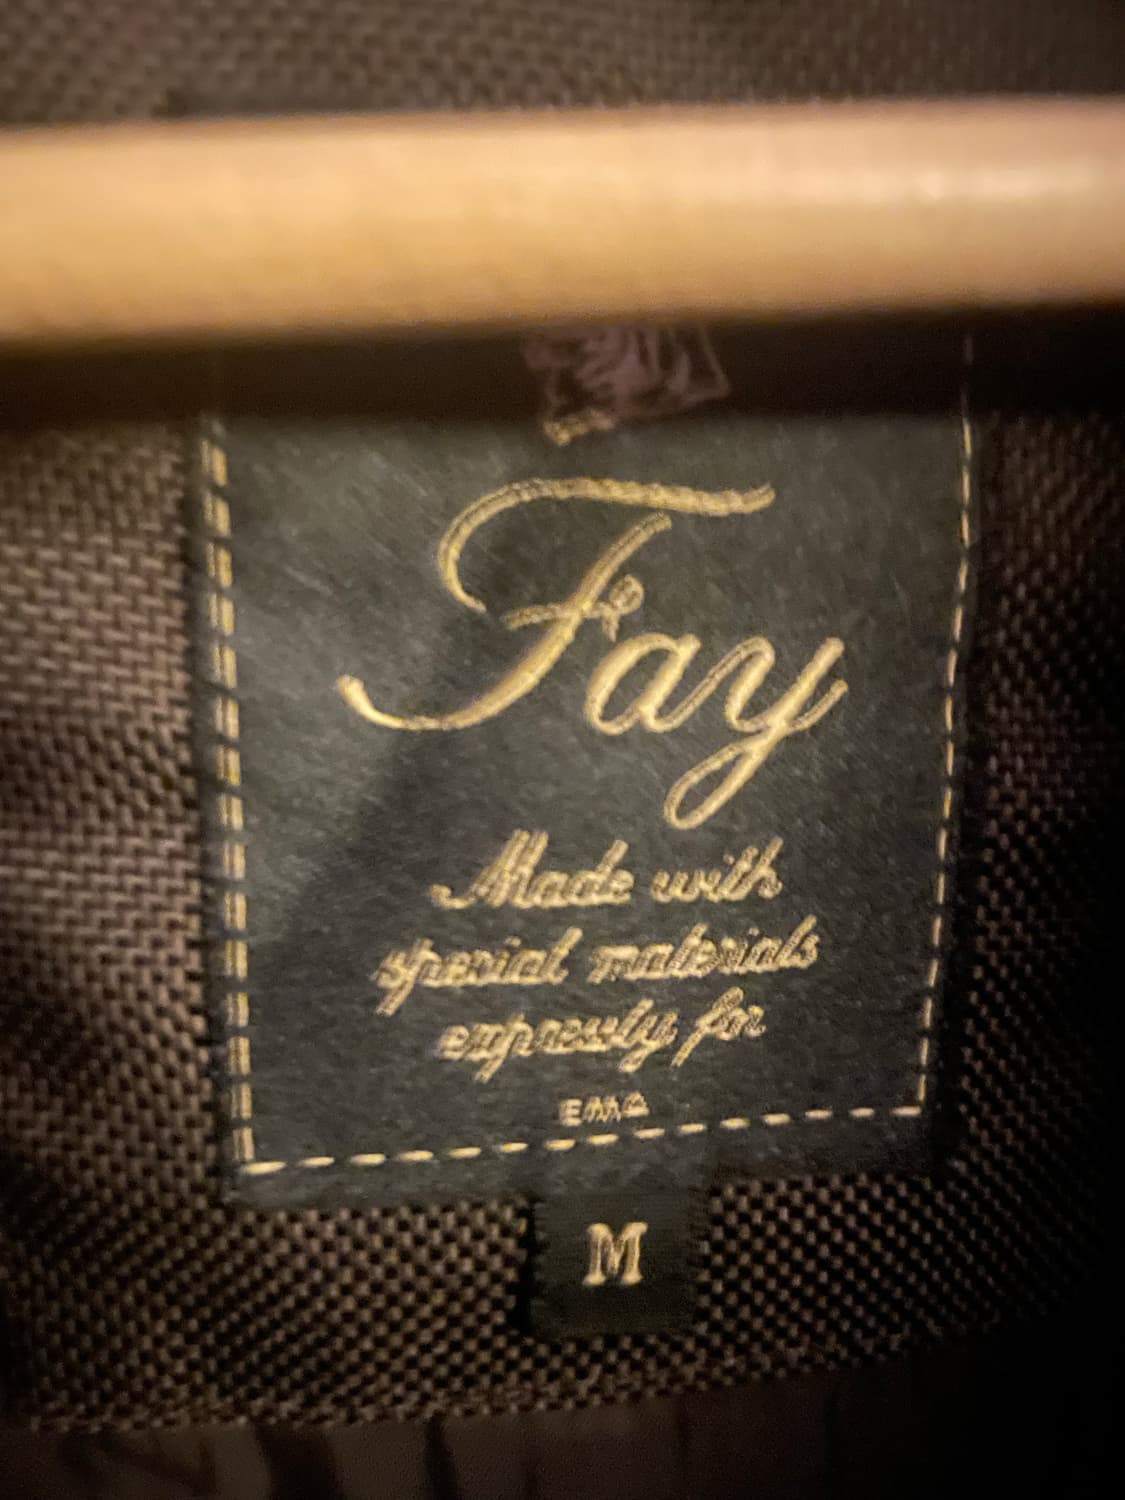 Fay
Made with
special materials
expressly for
M